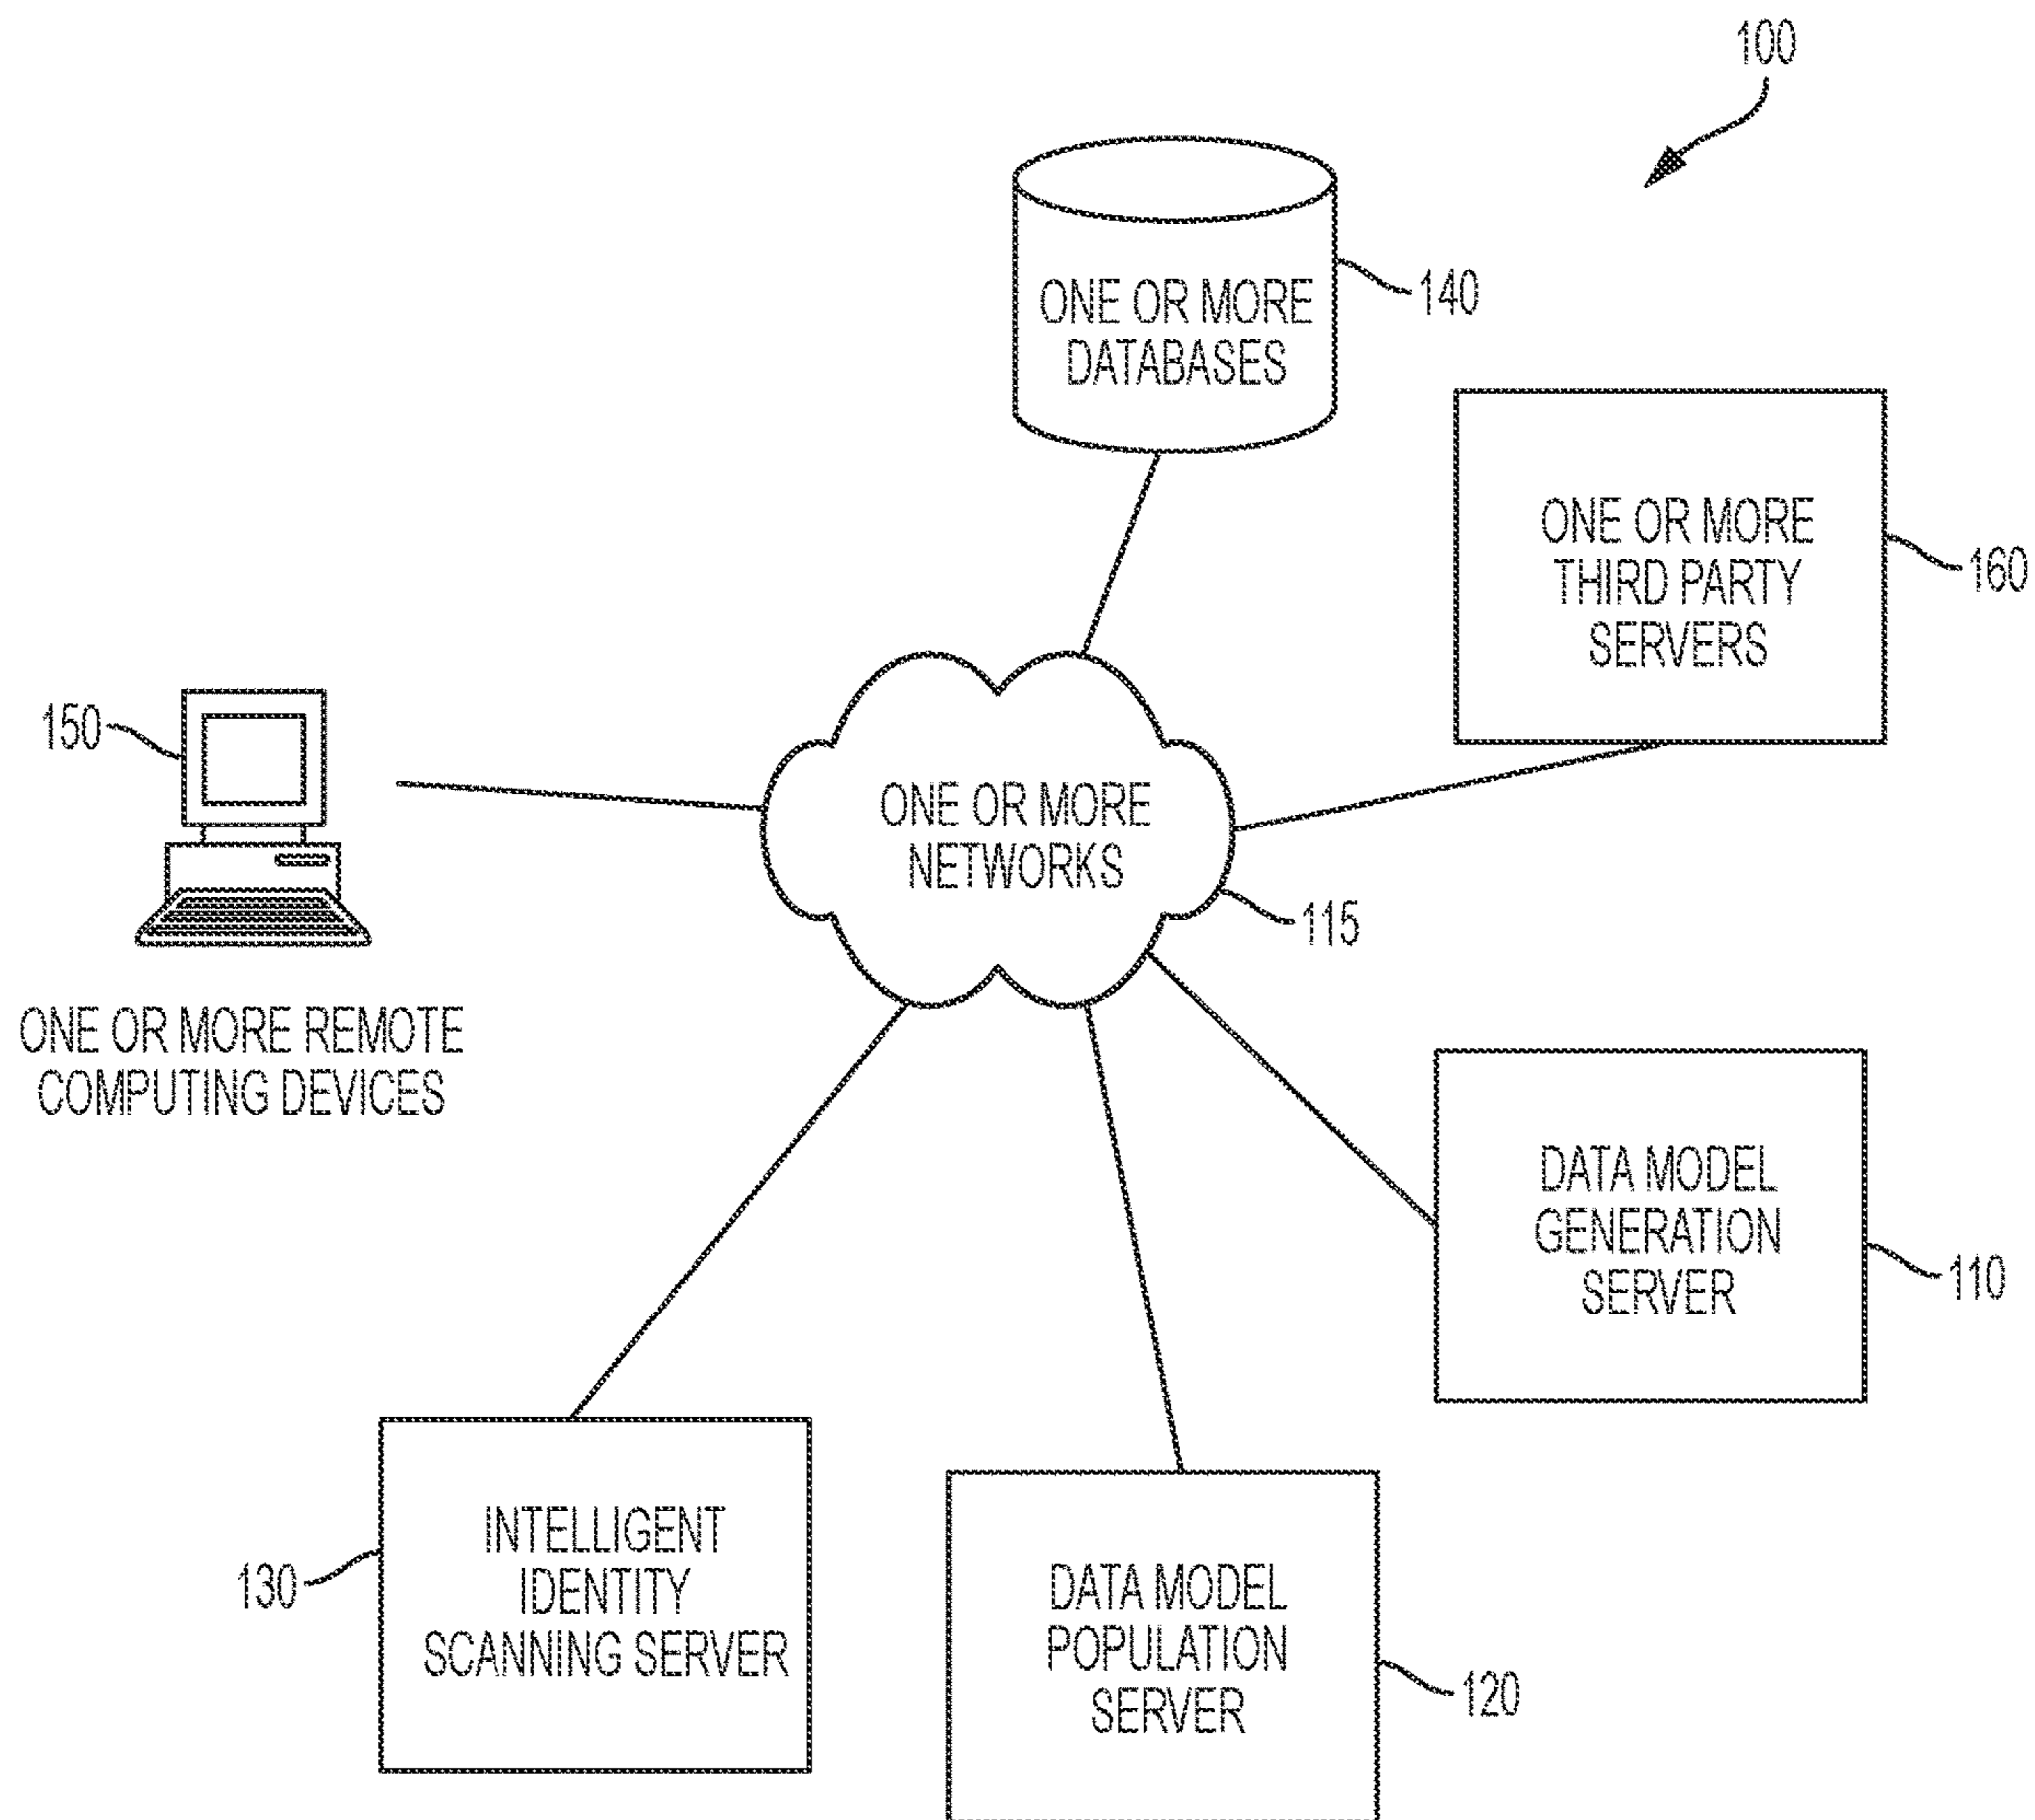 100
ONE OR MORE
DATABASES
140
ONE OR MORE
THIRD PARTY
SERVERS
160
150
ONE OR MORE
NETWORKS
115
ONE OR MORE REMOTE
COMPUTING DEVICES
DATA MODEL
GENERATION
SERVER
110
INTELLIGENT
IDENTITY
SCANNING SERVER
130
DATA MODEL
POPULATION
SERVER
120